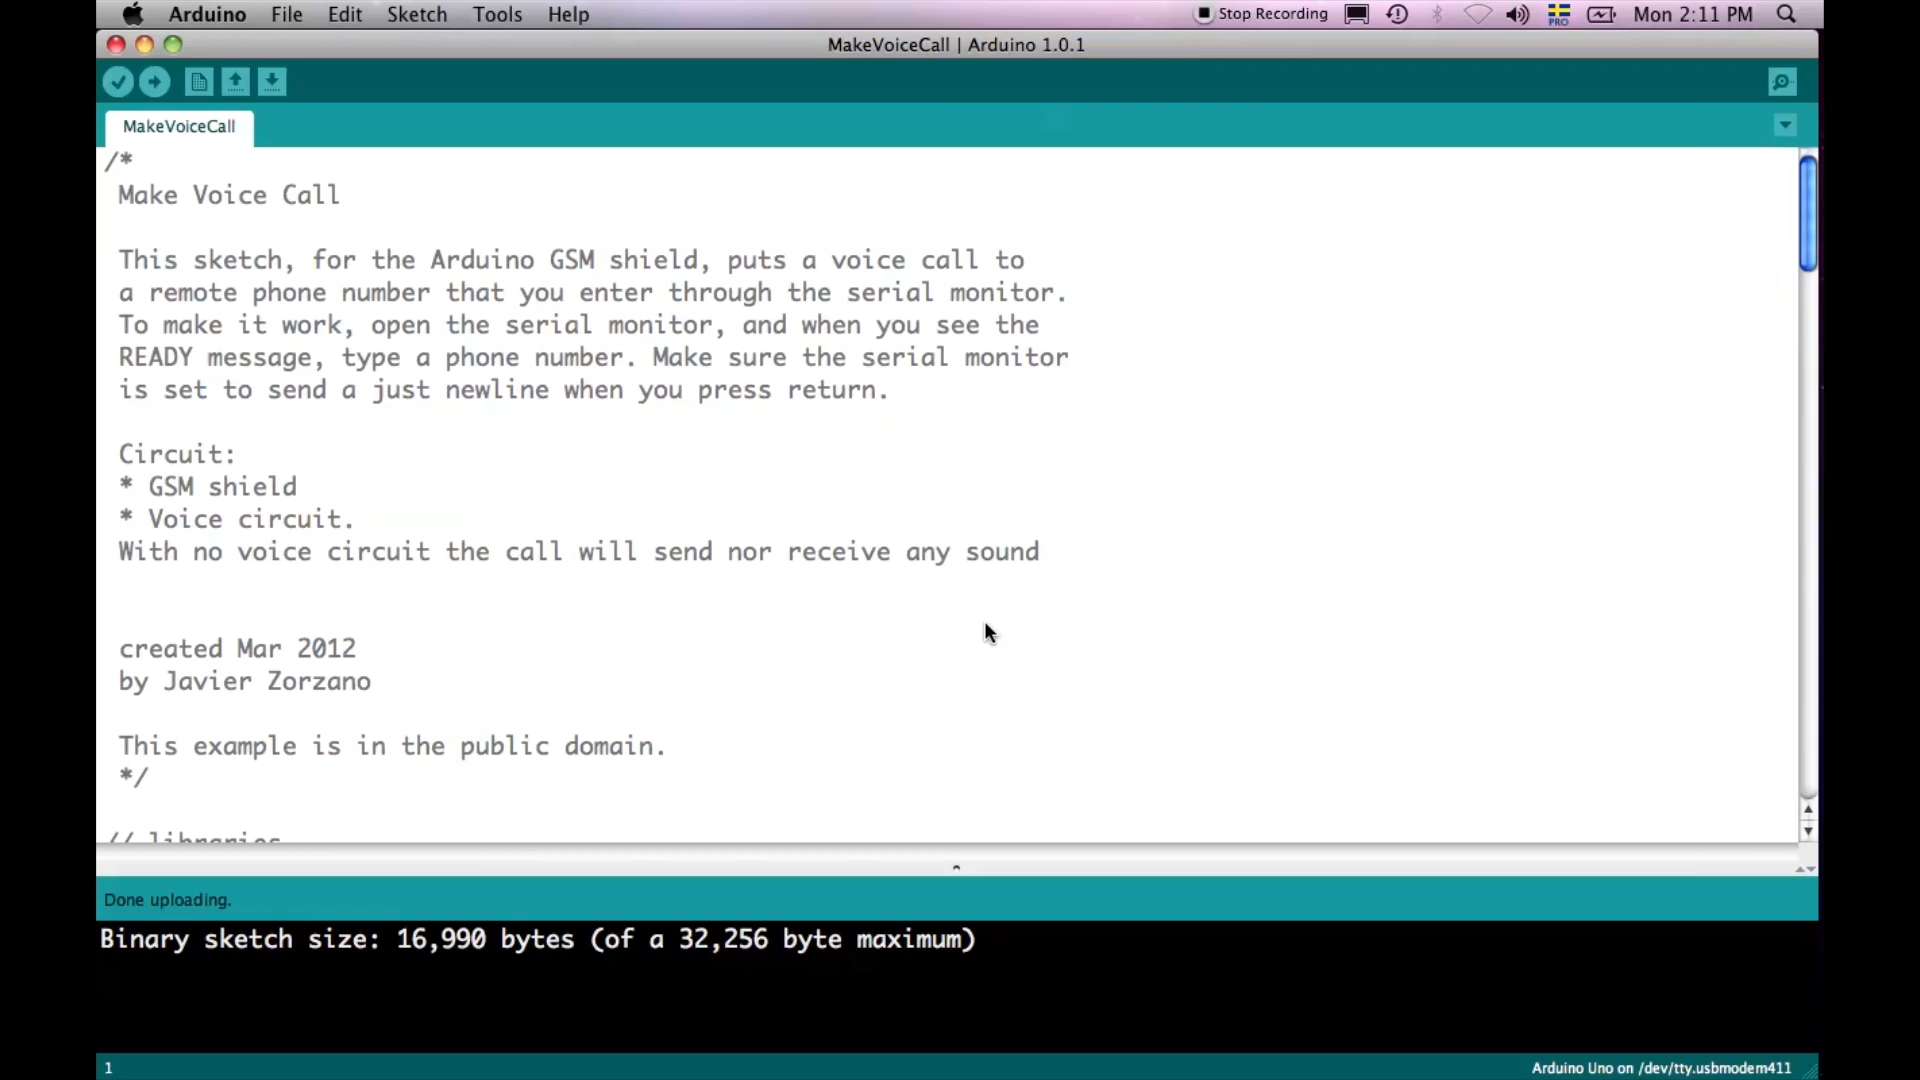 Arduino File Edit Sketch Tools Help Stop Recording PRO Mon 2:11 PM
MakeVoiceCall | Arduino 1.0.1
MakeVoiceCall
/*
Make Voice Call
This sketch, for the Arduino GSM shield, puts a voice call to
a remote phone number that you enter through the serial monitor.
To make it work, open the serial monitor, and when you see the
READY message, type a phone number. Make sure the serial monitor
is set to send a just newline when you press return.
Circuit:
* GSM shield
* Voice circuit.
With no voice circuit the call will send nor receive any sound
created Mar 2012
by Javier Zorzano
This example is in the public domain.
*/
// libraries
Done uploading.
Binary sketch size: 16,990 bytes (of a 32,256 byte maximum)
1 Arduino Uno on /dev/tty.usbmodem411